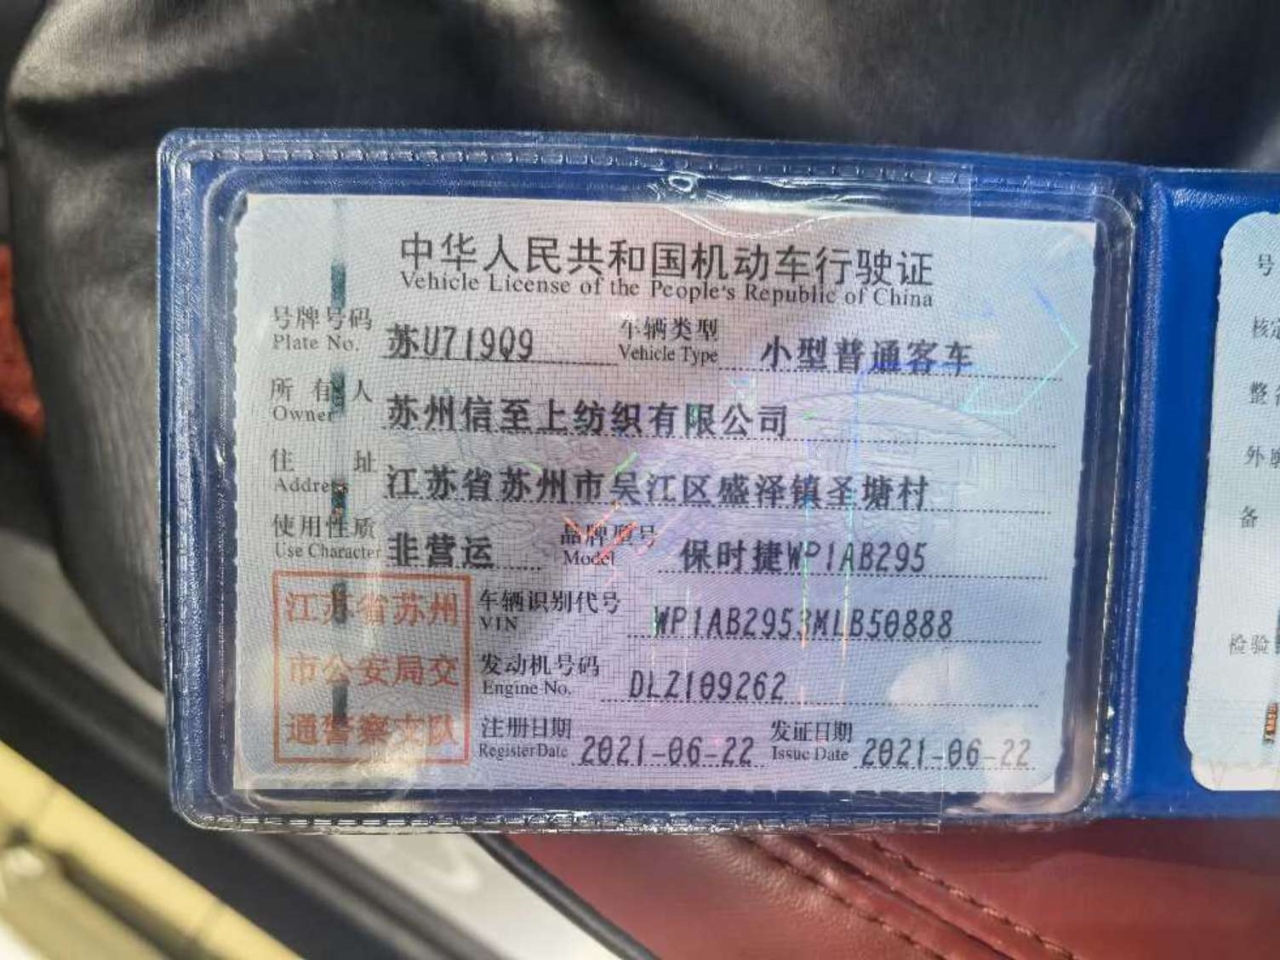 中华人民共和国机动车行驶证
Vehicle License of the People's Republic of China
号牌号码 苏U719Q9 车辆类型 小型普通客车
Plate No. Vehicle Type
所有人 苏州信至上纺织有限公司
Owner
住址 江苏省苏州市吴江区盛泽镇圣塘村
Address
使用性质 非营运 品牌型号 保时捷WP1AB295
Use Character Model
江苏省苏州
市公安局交
通警察支队
车辆识别代号 WP1AB2953MLB50888
VIN
发动机号码 DLZ109262
Engine No.
注册日期 2021-06-22 发证日期 2021-06-22
Register Date Issue Date
号
核定
整
外
备
检验